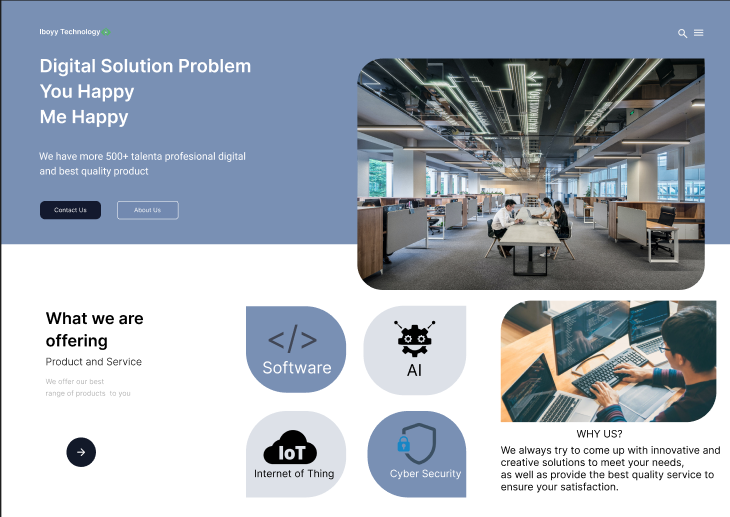 Iboyy Technology
Digital Solution Problem
You Happy
Me Happy
We have more 500+ talenta profesional digital
and best quality product
Contact Us
About Us
What we are
offering
Product and Service
We offer our best
range of products to you
</>
Software
AI
IoT
Internet of Thing
Cyber Security
WHY US?
We always try to come up with innovative and
creative solutions to meet your needs,
as well as provide the best quality service to
ensure your satisfaction.